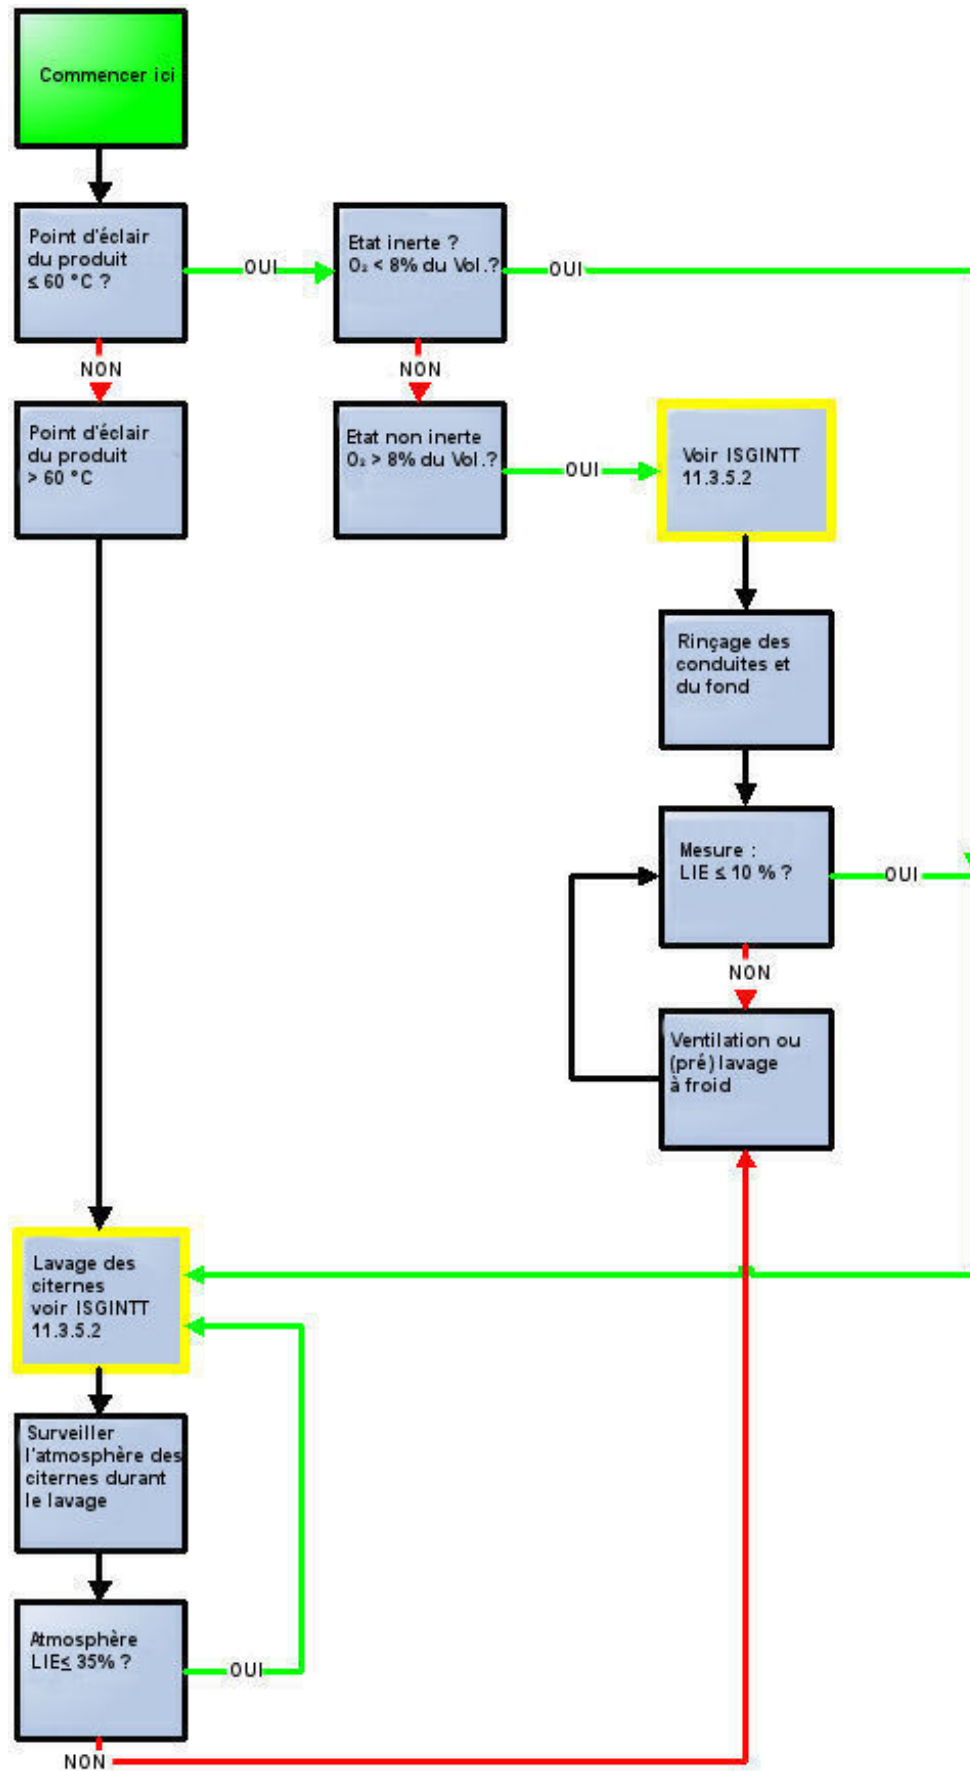 Commencer ici
Point d'éclair
du produit
≤ 60 °C ?
OUI
Etat inerte ?
O₂ < 8% du Vol.?
OUI
NON
NON
Point d'éclair
du produit
> 60 °C
Etat non inerte
O₂ > 8% du Vol.?
OUI
Voir ISGINTT
11.3.5.2
Rinçage des
conduites et
du fond
Mesure :
LIE ≤ 10 % ?
OUI
NON
Ventilation ou
(pré) lavage
à froid
Lavage des
citernes
voir ISGINTT
11.3.5.2
Surveiller
l'atmosphère des
citernes durant
le lavage
Atmosphère
LIE≤ 35% ?
OUI
NON